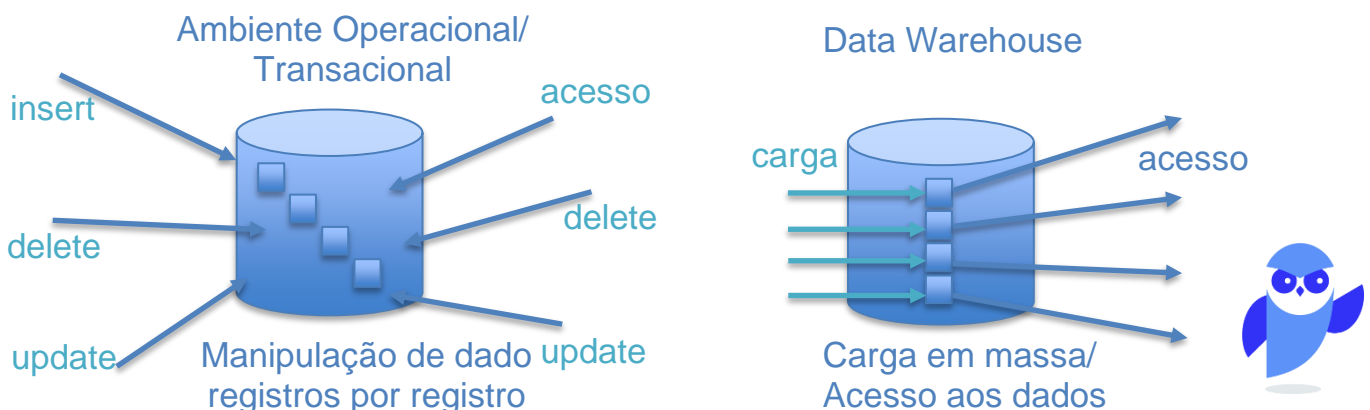 Ambiente Operacional/
Transacional
insert
acesso
delete
delete
update
update
Manipulação de dado
registros por registro
Data Warehouse
carga
acesso
Carga em massa/
Acesso aos dados